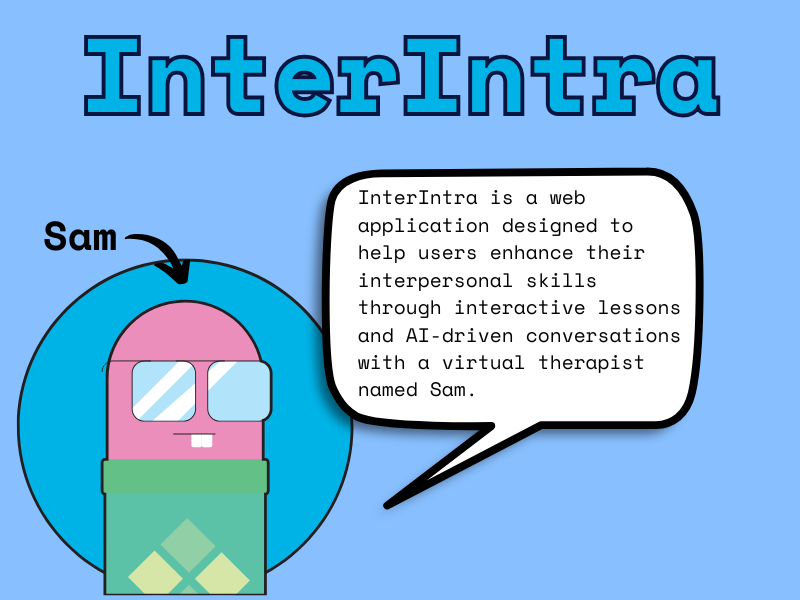 InterIntra
Sam
InterIntra is a web
application designed to
help users enhance their
interpersonal skills
through interactive lessons
and AI-driven conversations
with a virtual therapist
named Sam.